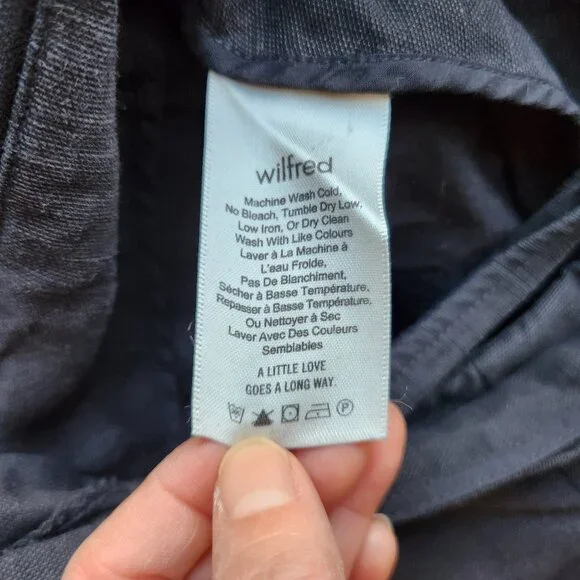 wilfred
Machine Wash Cold,
No Bleach, Tumble Dry Low,
Low Iron, Or Dry Clean
Wash With Like Colours
Laver à La Machine à
L'eau Froide,
Pas De Blanchiment,
Sécher à Basse Température,
Repasser à Basse Température,
Ou Nettoyer à Sec
Laver Avec Des Couleurs
Semblables
A LITTLE LOVE
GOES A LONG WAY.
P